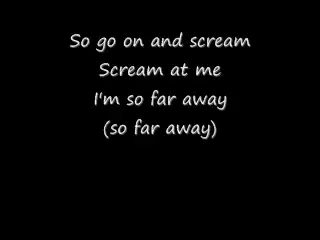 So go on and scream
Scream at me
I'm so far away
(so far away)